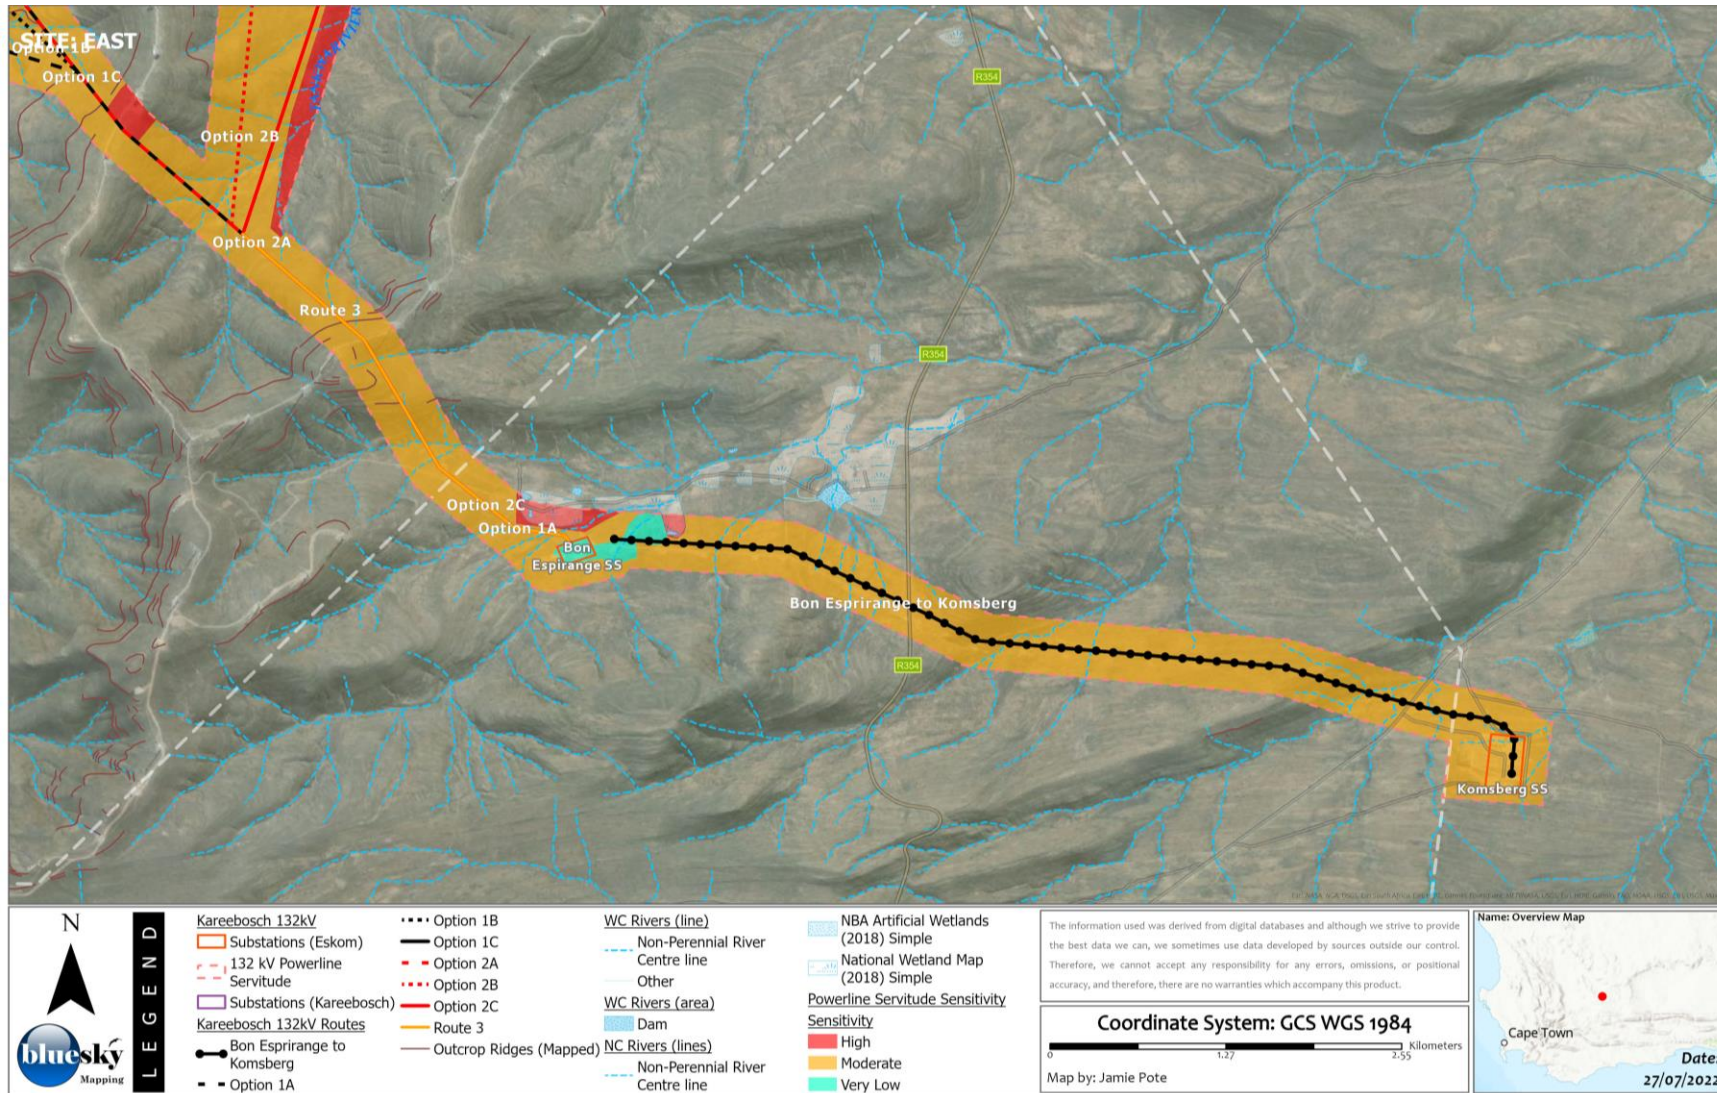 SITE: EAST
Option 1B
Option 1C
R354
Option 2B
Option 2A
Route 3
R354
Option 2C
Option 1A
Bon
Espirange SS
Bon Esprirange to Komsberg
R354
Komsberg SS
N
bluesky
Mapping
LEGEND
Kareebosch 132kV
Substations (Eskom)
132 kV Powerline
Servitude
Substations (Kareebosch)
Kareebosch 132kV Routes
Bon Esprirange to
Komsberg
Option 1A
Option 1B
Option 1C
Option 2A
Option 2B
Option 2C
Route 3
Outcrop Ridges (Mapped)
WC Rivers (line)
Non-Perennial River
Centre line
Other
WC Rivers (area)
Dam
NC Rivers (lines)
Non-Perennial River
Centre line
NBA Artificial Wetlands
(2018) Simple
National Wetland Map
(2018) Simple
Powerline Servitude Sensitivity
Sensitivity
High
Moderate
Very Low
The information used was derived from digital databases and although we strive to provide
the best data we can, we sometimes use data developed by sources outside our control.
Therefore, we cannot accept any responsibility for any errors, omissions, or positional
accuracy, and therefore, there are no warranties which accompany this product.
Coordinate System: GCS WGS 1984
0 1.27 2.55 Kilometers
Map by: Jamie Pote
Name: Overview Map
Cape Town
Date:
27/07/2022